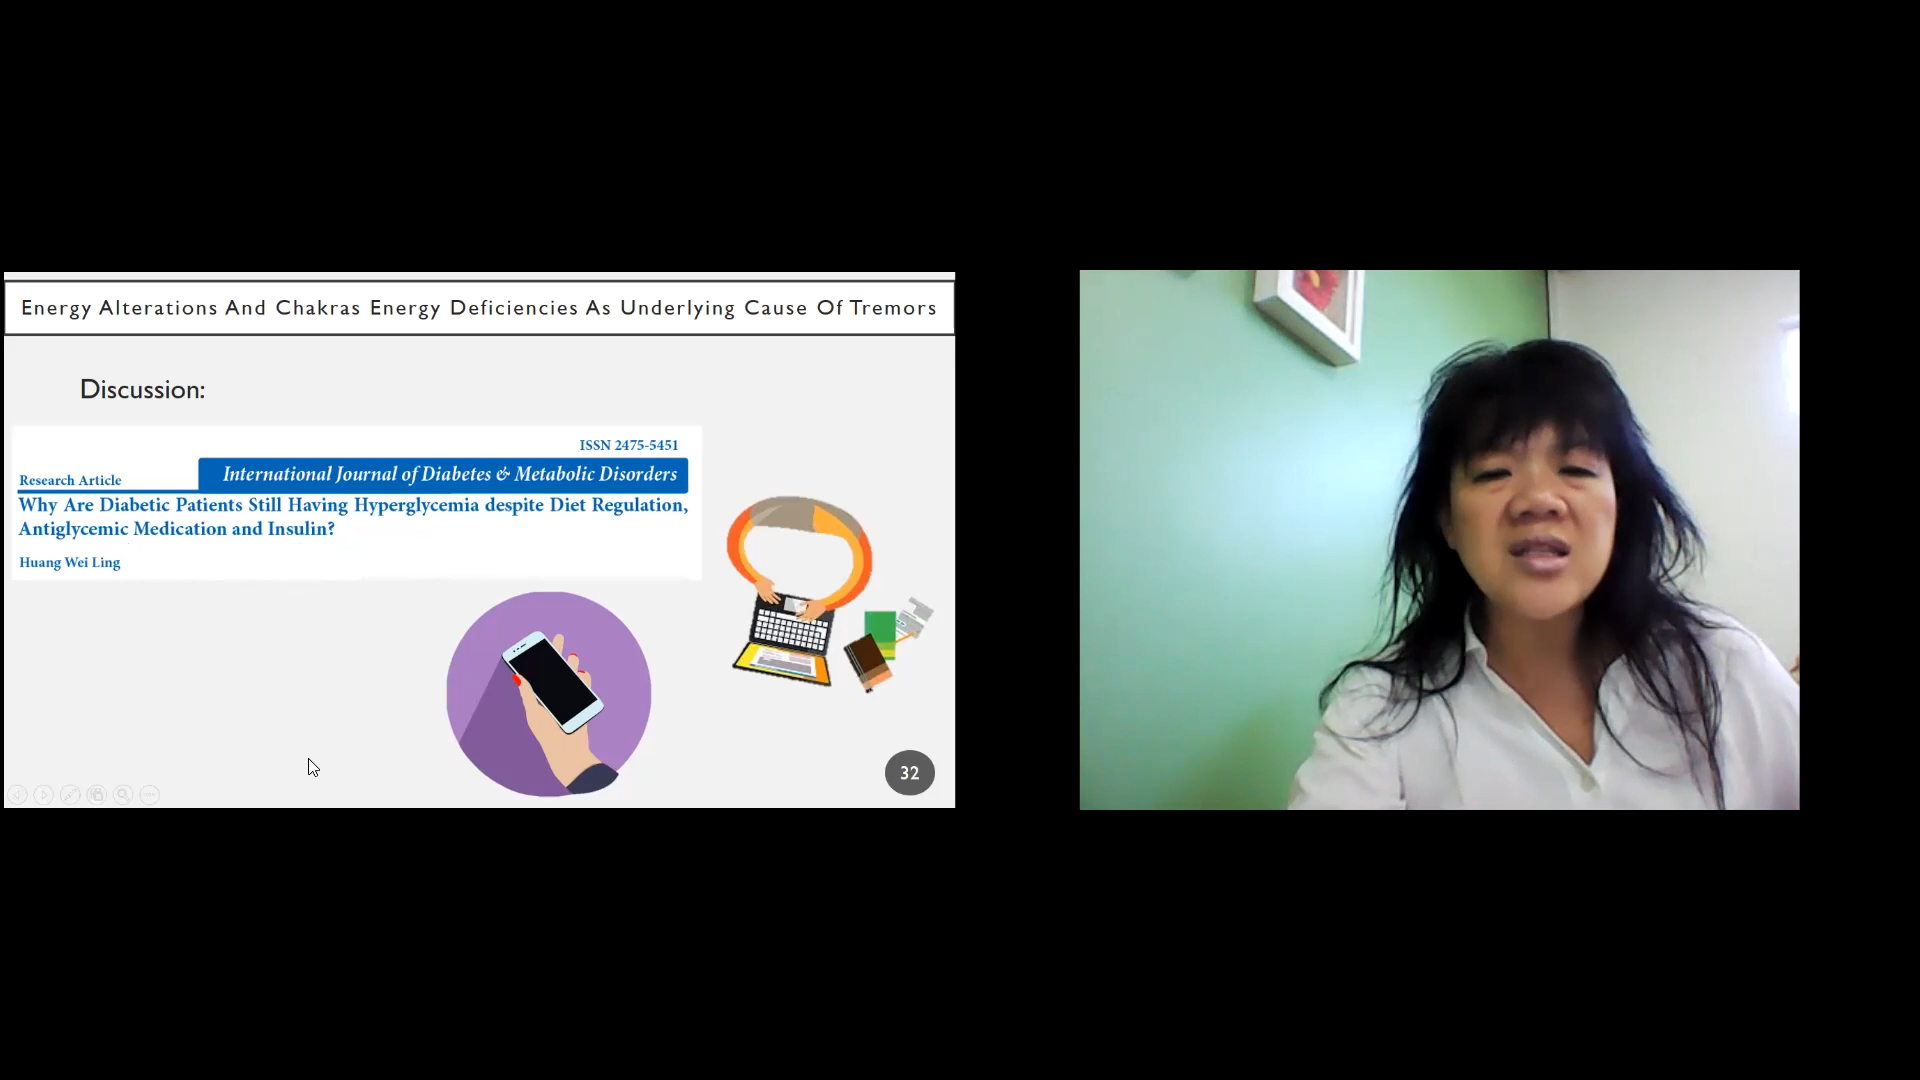 Energy Alterations And Chakras Energy Deficiencies As Underlying Cause Of Tremors
Discussion:
ISSN 2475-5451
Research Article
International Journal of Diabetes & Metabolic Disorders
Why Are Diabetic Patients Still Having Hyperglycemia despite Diet Regulation,
Antiglycemic Medication and Insulin?
Huang Wei Ling
32